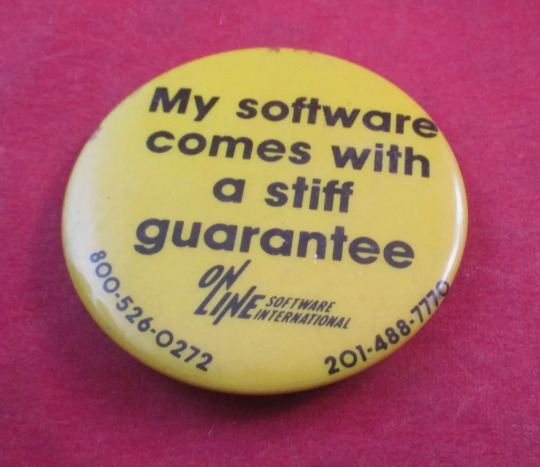 My software
comes with
a stiff
guarantee
ON
LINE SOFTWARE
INTERNATIONAL
800-526-0272
201-488-7770